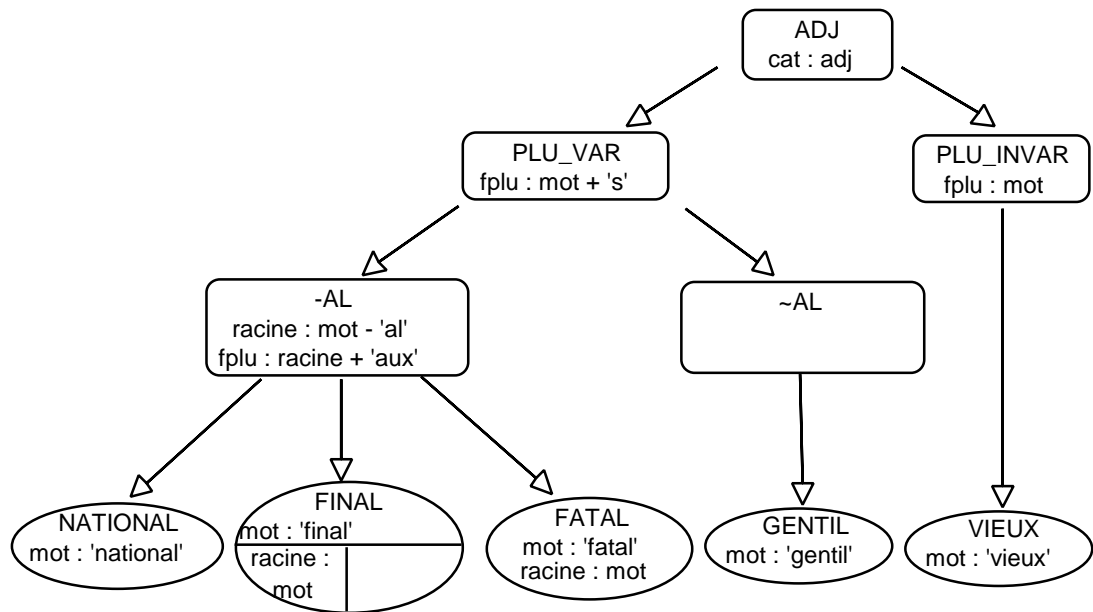 ADJ
cat : adj
PLU_VAR
fplu : mot + 's'
PLU_INVAR
fplu : mot
-AL
racine : mot - 'al'
fplu : racine + 'aux'
~AL
NATIONAL
mot : 'national'
FINAL
mot : 'final'
racine :
mot
FATAL
mot : 'fatal'
racine : mot
GENTIL
mot : 'gentil'
VIEUX
mot : 'vieux'